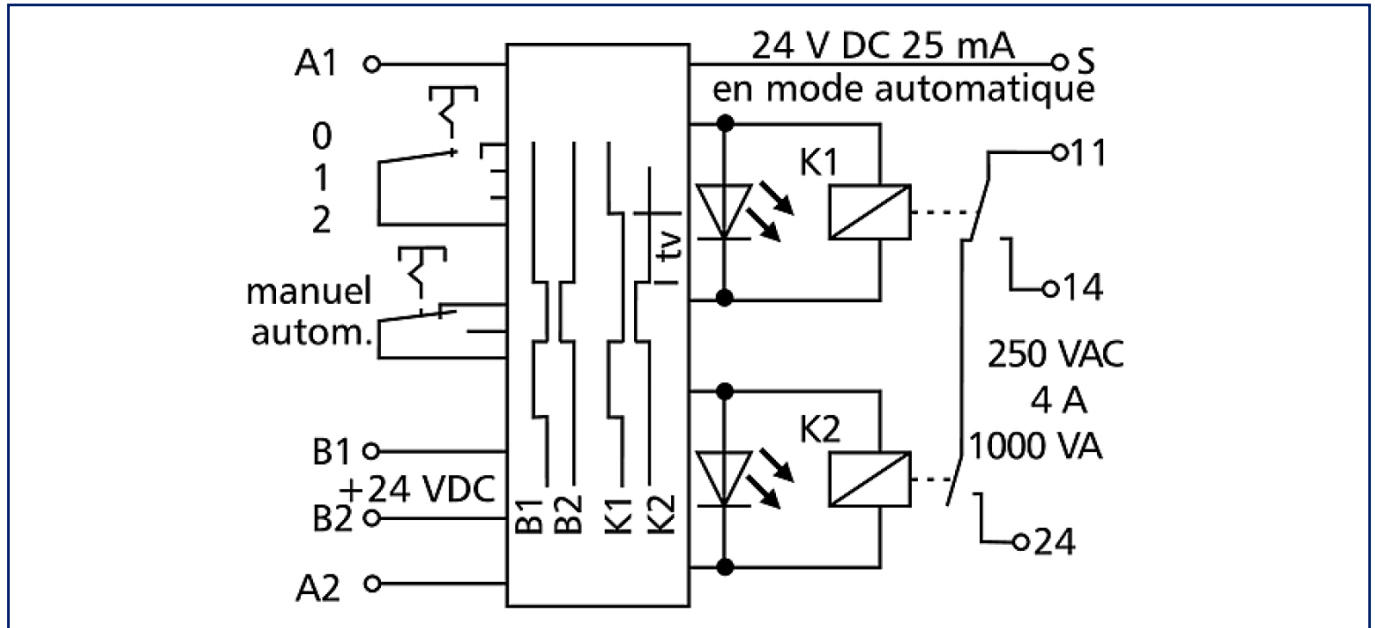 A1
24 V DC 25 mA
S
en mode automatique
0
1
2
K1
11
tv
manuel
autom.
14
250 VAC
4 A
1000 VA
K2
B1
+24 VDC
B2
B1
B2
K1
K2
24
A2